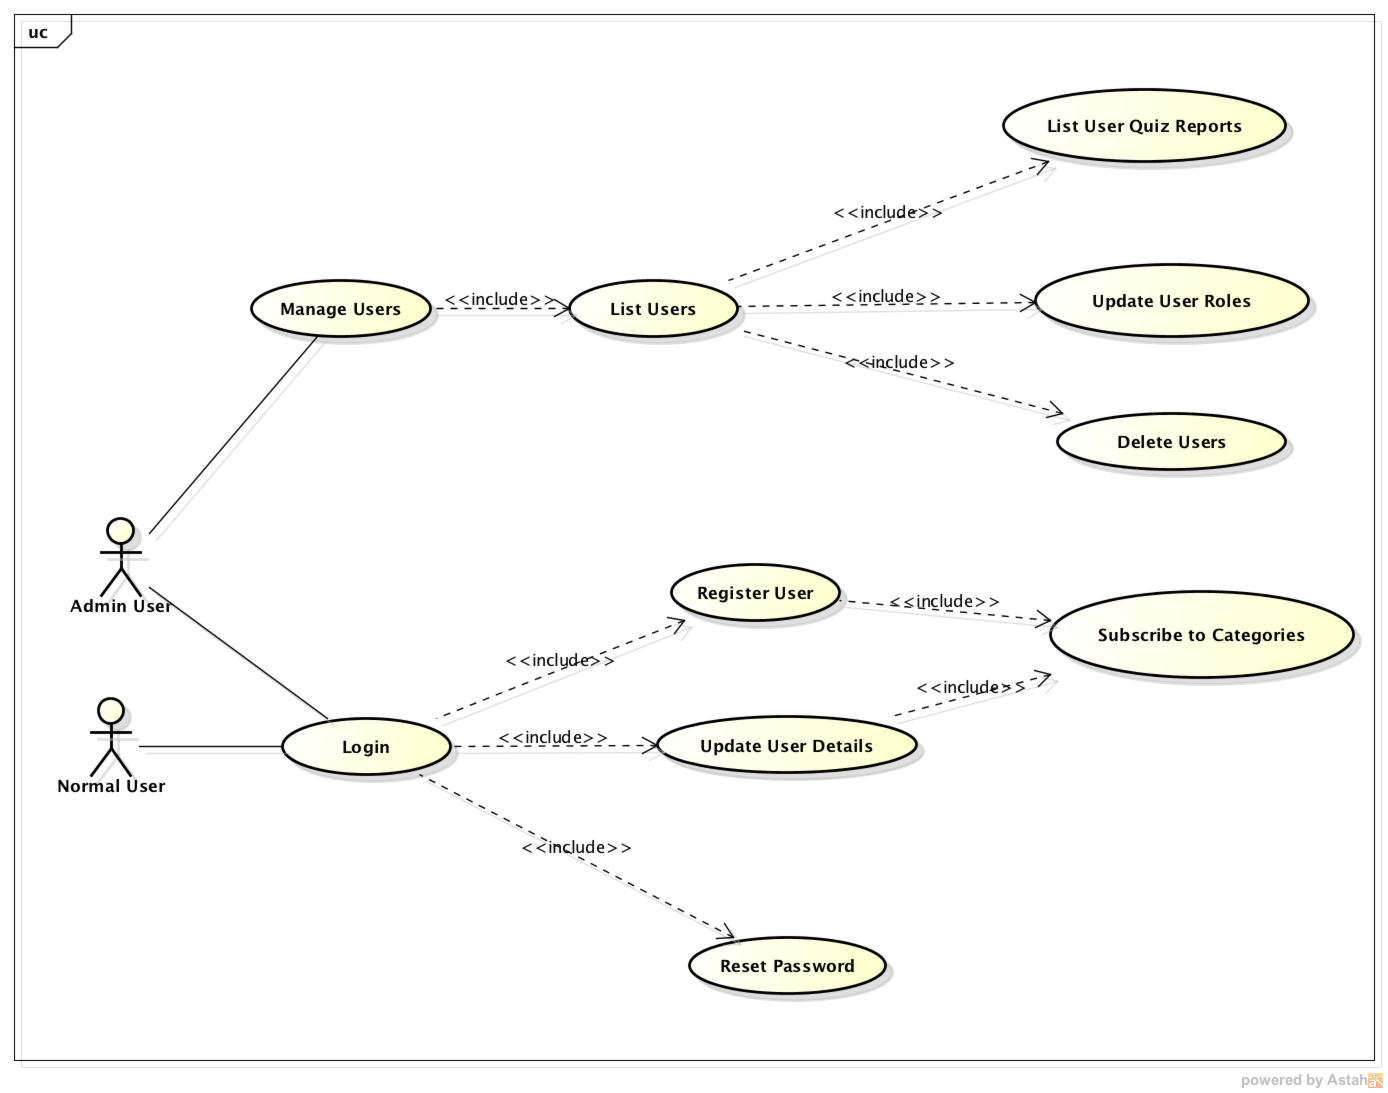 uc
List User Quiz Reports
<<include>>
Manage Users
<<include>>
List Users
<<include>>
Update User Roles
<<include>>
Delete Users
Admin User
Register User
<<include>>
Subscribe to Categories
<<include>>
<<include>>
Normal User
Login
<<include>>
Update User Details
<<include>>
Reset Password
powered by Astah